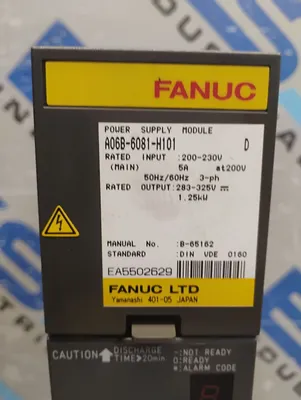 FANUC
POWER SUPPLY MODULE
A06B-6081-H101 D
RATED INPUT :200-230V
(MAIN) 5A at200V
50Hz/60Hz 3-ph
RATED OUTPUT:283-325V
1.25kW
MANUAL No. :B-65162
STANDARD :DIN VDE 0160
EA5502629
FANUC LTD
Yamanashi 401-05 JAPAN
CAUTION DISCHARGE TIME>20min.
-:NOT READY
0:READY
*:ALARM CODE